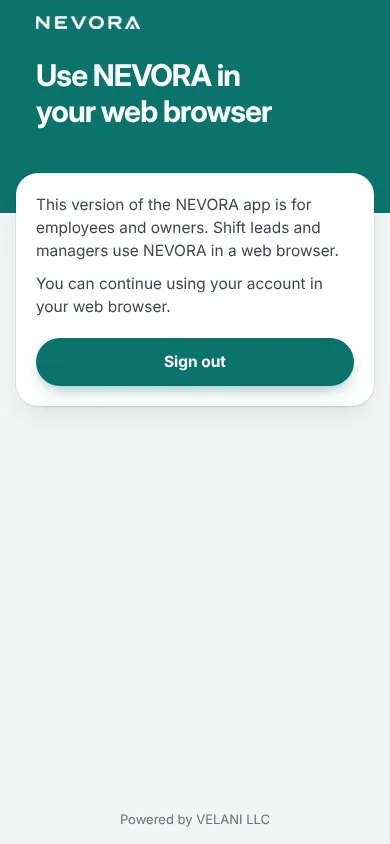 NEVORA
Use NEVORA in
your web browser
This version of the NEVORA app is for
employees and owners. Shift leads and
managers use NEVORA in a web browser.
You can continue using your account in
your web browser.
Sign out
Powered by VELANI LLC